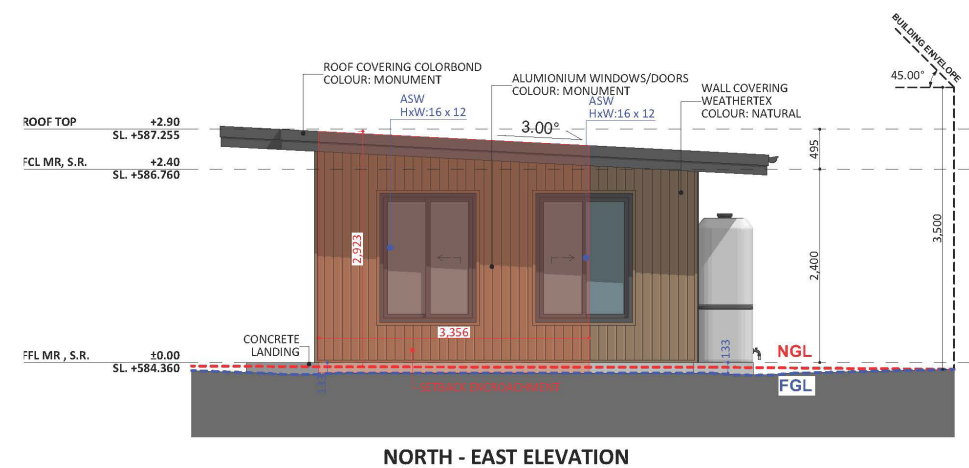 BUILDING ENVELOPE
45.00°
ROOF COVERING COLORBOND
COLOUR: MONUMENT
ALUMIONIUM WINDOWS/DOORS
COLOUR: MONUMENT
WALL COVERING
WEATHERTEX
COLOUR: NATURAL
ASW
HxW:16 x 12
ASW
HxW:16 x 12
3.00°
ROOF TOP +2.90
SL. +587.255
FCL MR, S.R. +2.40
SL. +586.760
495
2,923
2,400
3,500
3,356
CONCRETE
LANDING
133
FFL MR , S.R. ±0.00
SL. +584.360
NGL
FGL
NORTH - EAST ELEVATION